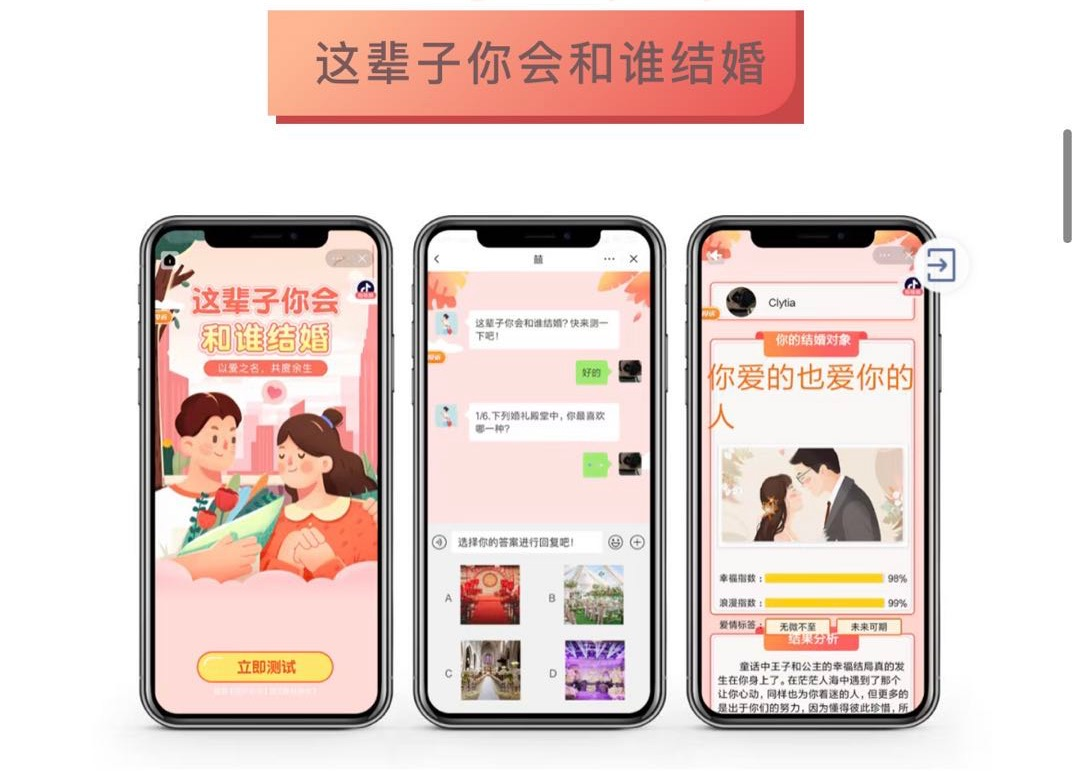 这辈子你会和谁结婚
这辈子你会
和谁结婚
以爱之名，共度余生
立即测试
囍
这辈子你会和谁结婚？快来测一
下吧！
好的
1/6.下列婚礼殿堂中，你最喜欢
哪一种？
选择你的答案进行回复吧！
A
B
C
D
Clytia
你的结婚对象
你爱的也爱你的
人
幸福指数：
98%
浪漫指数：
99%
爱情标签：
无微不至
未来可期
结果分析
童话中王子和公主的幸福结局真的发
生在你身上了。在茫茫人海中遇到了那个
让你心动，同样也为你着迷的人，但更多的
是出于你们的努力，因为懂得彼此珍惜，所